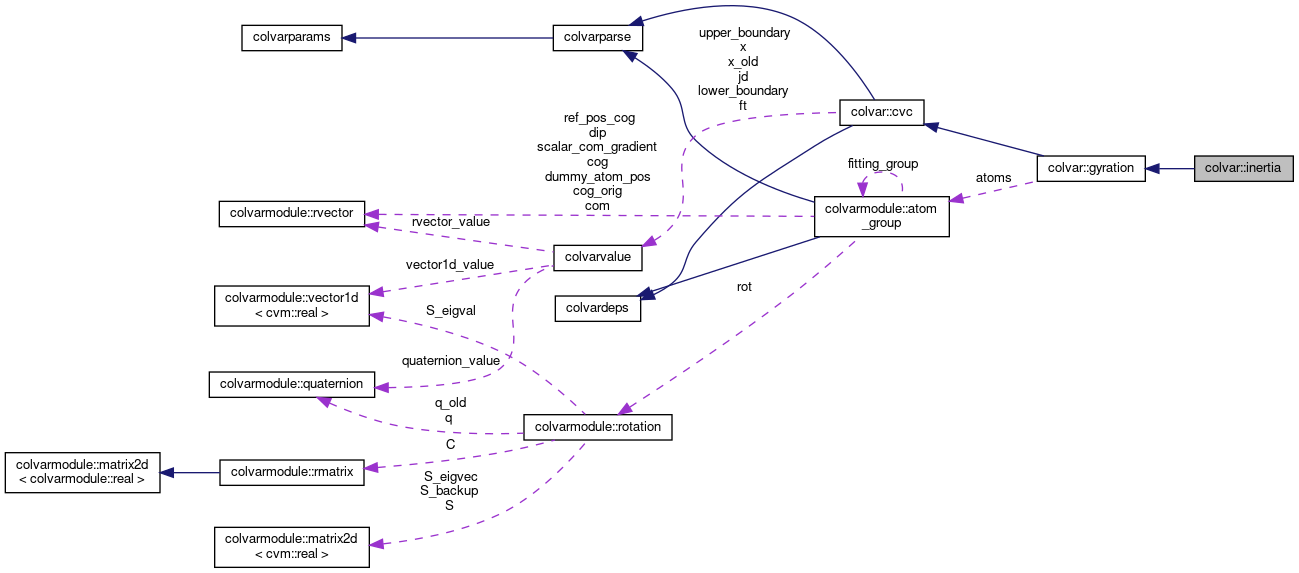 colvarparams
colvarparse
upper_boundary
x
x_old
jd
lower_boundary
ft
colvar::cvc
ref_pos_cog
dip
scalar_com_gradient
cog
dummy_atom_pos
cog_orig
com
fitting_group
atoms
colvar::gyration
colvar::inertia
colvarmodule::rvector
rvector_value
colvarmodule::atom
_group
colvarvalue
vector1d_value
colvarmodule::vector1d
< cvm::real >
S_eigval
colvardeps
rot
quaternion_value
colvarmodule::quaternion
q_old
q
colvarmodule::rotation
C
colvarmodule::matrix2d
< colvarmodule::real >
colvarmodule::rmatrix
S_eigvec
S_backup
S
colvarmodule::matrix2d
< cvm::real >